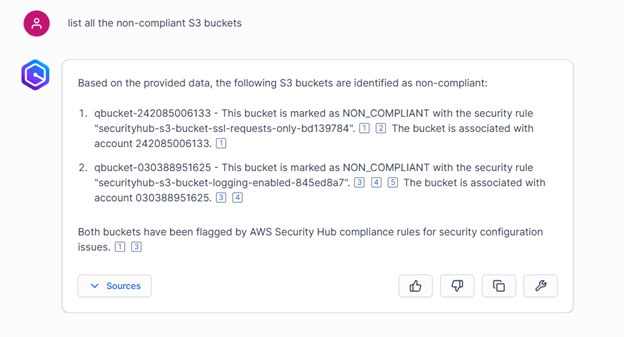 list all the non-compliant S3 buckets
Based on the provided data, the following S3 buckets are identified as non-compliant:
1. qbucket-242085006133 - This bucket is marked as NON_COMPLIANT with the security rule
"securityhub-s3-bucket-ssl-requests-only-bd139784". 1 2 The bucket is associated with
account 242085006133. 1
2. qbucket-030388951625 - This bucket is marked as NON_COMPLIANT with the security rule
"securityhub-s3-bucket-logging-enabled-845ed8a7". 3 4 5 The bucket is associated with
account 030388951625. 3 4
Both buckets have been flagged by AWS Security Hub compliance rules for security configuration
issues. 1 3
Sources